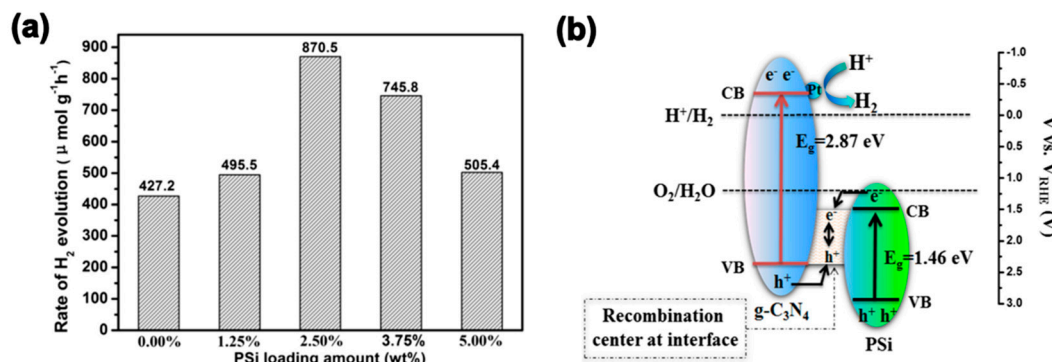 (a)
Rate of H₂ evolution (μ mol g⁻¹h⁻¹)
900
800
700
600
500
400
300
200
100
0
427.2
495.5
870.5
745.8
505.4
0.00% 1.25% 2.50% 3.75% 5.00%
PSi loading amount (wt%)
(b)
e⁻ e⁻
CB
Pt
H⁺
H₂
H⁺/H₂
Eg=2.87 eV
O₂/H₂O
e⁻
e⁻
CB
h⁺
Eg=1.46 eV
VB
h⁺
VB
g-C₃N₄
h⁺ h⁺
PSi
Recombination
center at interface
-1.0
-0.5
0.0
0.5
1.0
1.5
2.0
2.5
3.0
V Vs. VRHE (V)